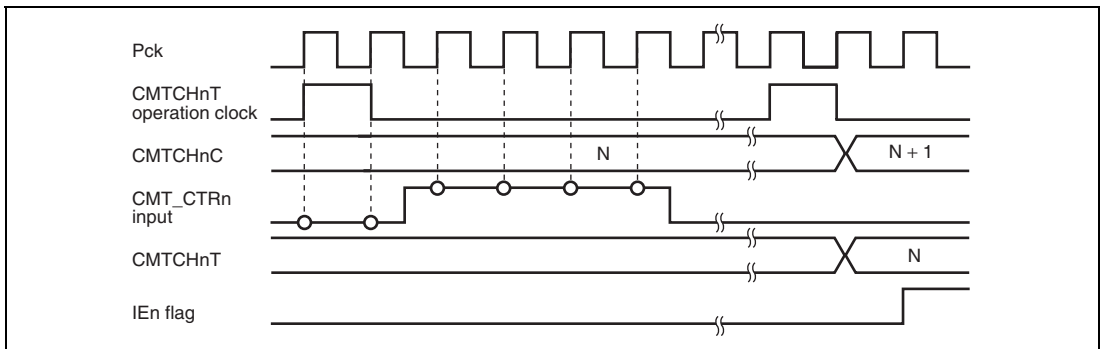 Pck
CMTCHnT
operation clock
CMTCHnC
N
N + 1
CMT_CTRn
input
CMTCHnT
N
IEn flag